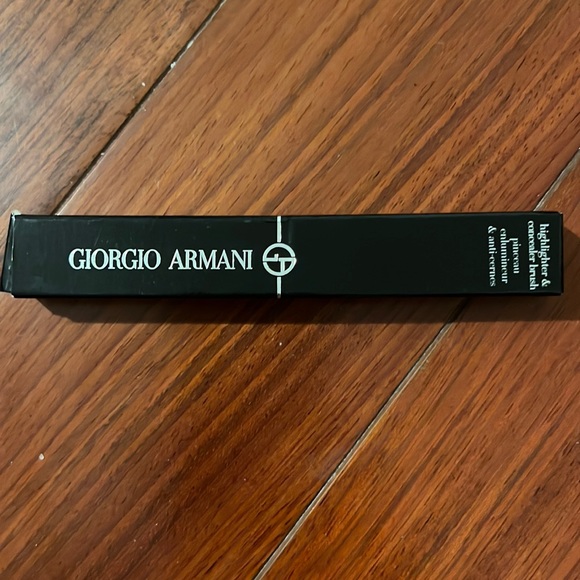 GIORGIO ARMANI
highlighter &
concealer brush
pinceau
enlumineur
& anti-cernes